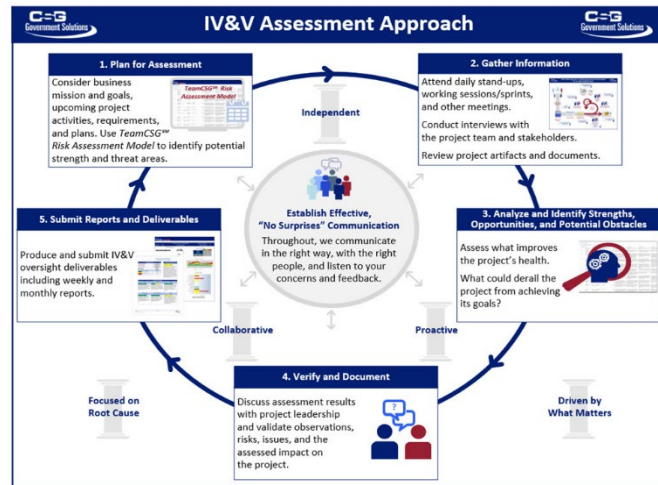 CSG
Government Solutions
IV&V Assessment Approach
CSG
Government Solutions
1. Plan for Assessment
Consider business
mission and goals,
upcoming project
activities, requirements,
and plans. Use TeamCSG℠
Risk Assessment Model to identify potential
strength and threat areas.
TeamCSG℠ Risk
Assessment Model
2. Gather Information
Attend daily stand-ups,
working sessions/sprints,
and other meetings.
Conduct interviews with
the project team and stakeholders.
Review project artifacts and documents.
Independent
Establish Effective,
"No Surprises" Communication
Throughout, we communicate
in the right way, with the right
people, and listen to your
concerns and feedback.
3. Analyze and Identify Strengths,
Opportunities, and Potential Obstacles
Assess what improves
the project's health.
What could derail the
project from achieving
its goals?
5. Submit Reports and Deliverables
Produce and submit IV&V
oversight deliverables
including weekly and
monthly reports.
Collaborative
Proactive
4. Verify and Document
Discuss assessment results
with project leadership
and validate observations,
risks, issues, and the
assessed impact on
the project.
?
Focused on
Root Cause
Driven by
What Matters